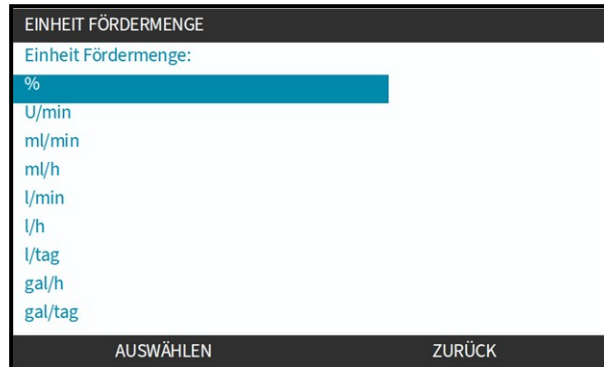 EINHEIT FÖRDERMENGE
Einheit Fördermenge:
%
U/min
ml/min
ml/h
l/min
l/h
l/tag
gal/h
gal/tag
AUSWÄHLEN ZURÜCK